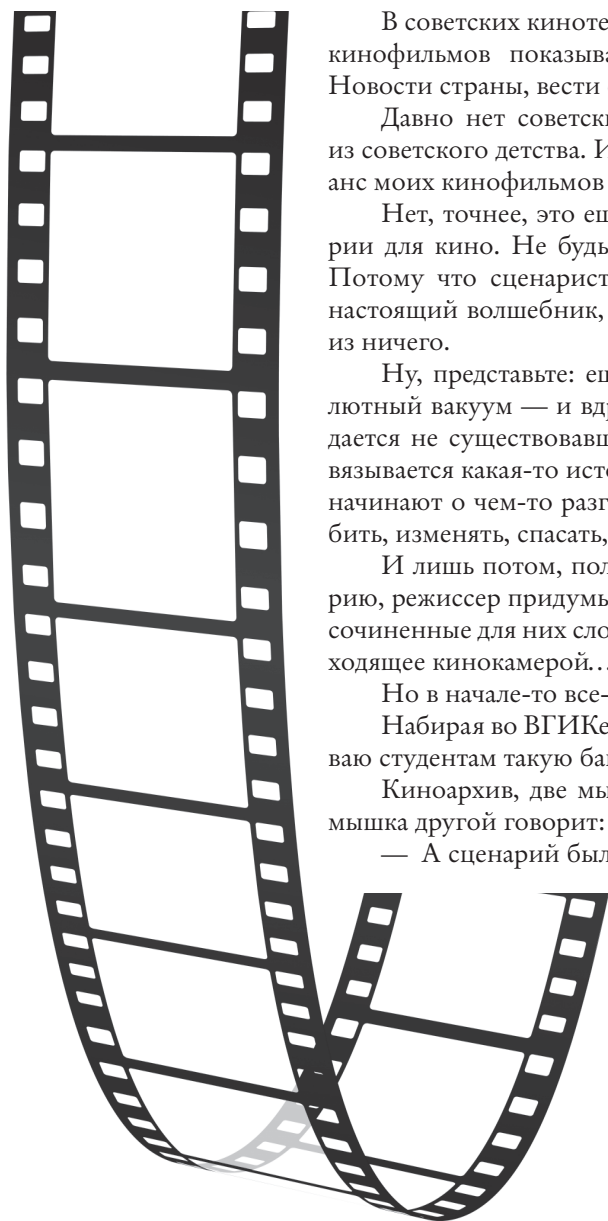 В советских киноте
кинофильмов показыва
Новости страны, вести
Давно нет советск
из советского детства. И
анс моих кинофильмов
Нет, точнее, это ещ
рии для кино. Не будь
Потому что сценарист
настоящий волшебник,
из ничего.
Ну, представьте: ещ
лютный вакуум — и вдр
дается не существовавш
вязывается какая-то исто
начинают о чем-то разг
бить, изменять, спасать,
И лишь потом, пол
рию, режиссер придумы
сочиненные для них сло
ходящее кинокамерой…
Но в начале-то все-
Набирая во ВГИКе
ваю студентам такую ба
Киноархив, две мы
мышка другой говорит:
— А сценарий был